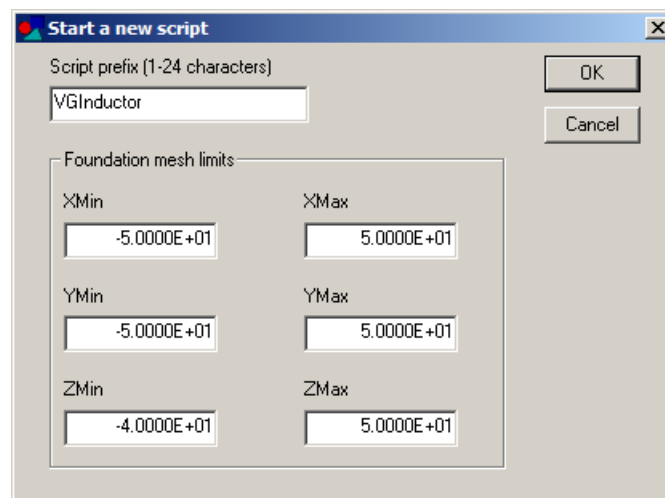 Start a new script
Script prefix (1-24 characters)
VGInductor
OK
Cancel
Foundation mesh limits
XMin
XMax
-5.0000E+01
5.0000E+01
YMin
YMax
-5.0000E+01
5.0000E+01
ZMin
ZMax
-4.0000E+01
5.0000E+01